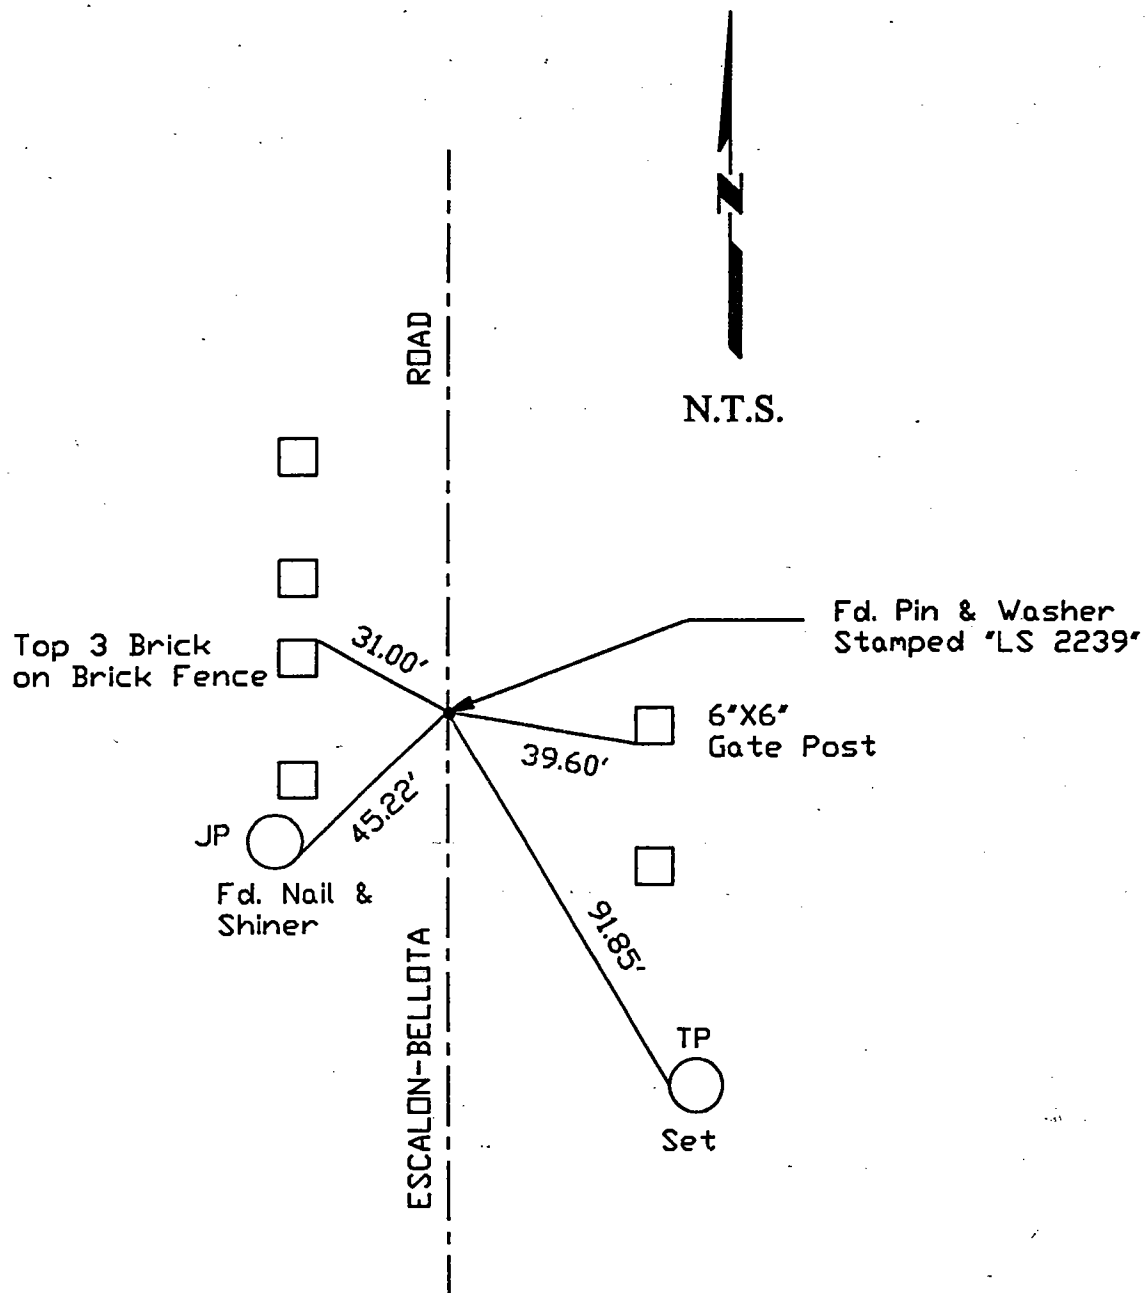 N
N.T.S.
ROAD
Top 3 Brick
on Brick Fence
31.00'
Fd. Pin & Washer
Stamped "LS 2239"
6"X6"
Gate Post
39.60'
45.22'
JP
Fd. Nail &
Shiner
91.85'
ESCALON-BELLOTA
TP
Set